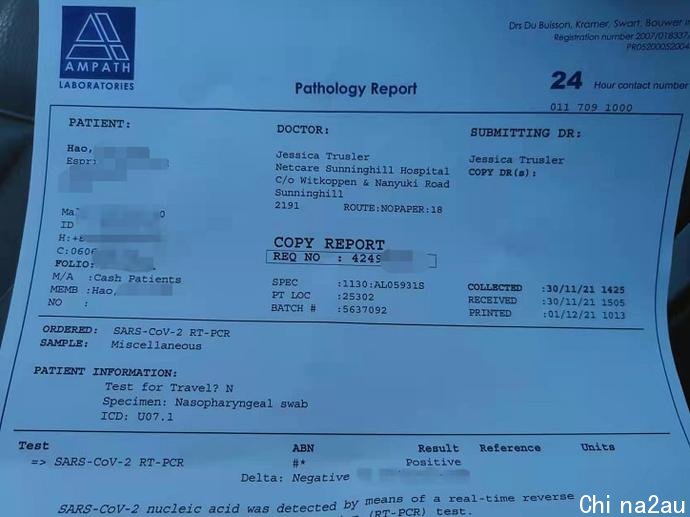 AMPATH
LABORATORIES
Pathology Report
Drs Du Buisson, Kramer, Swart, Bouwer
Registration number 2007/018337/
PR05200052004
24 Hour contact number
011 709 1000
PATIENT:
Hao,
Espr
Ma 0
ID
H:+
C:0606
FOLIO:
M/A :Cash Patients
MEMB :Hao,
NO :
DOCTOR:
Jessica Trusler
Netcare Sunninghill Hospital
C/o Witkoppen & Nanyuki Road
Sunninghill
2191 ROUTE:NOPAPER:18
SUBMITTING DR:
Jessica Trusler
COPY DR(s):
COPY REPORT
REQ NO : 4249
SPEC :1130:AL05931S
PT LOC :25302
BATCH # :5637092
COLLECTED :30/11/21 1425
RECEIVED :30/11/21 1505
PRINTED :01/12/21 1013
ORDERED: SARS-CoV-2 RT-PCR
SAMPLE: Miscellaneous
PATIENT INFORMATION:
Test for Travel? N
Specimen: Nasopharyngeal swab
ICD: U07.1
Test ABN Result Reference Units
=> SARS-CoV-2 RT-PCR #* Positive
Delta: Negative
SARS-CoV-2 nucleic acid was detected by means of a real-time reverse
(RT-PCR) test.
Chi na2au